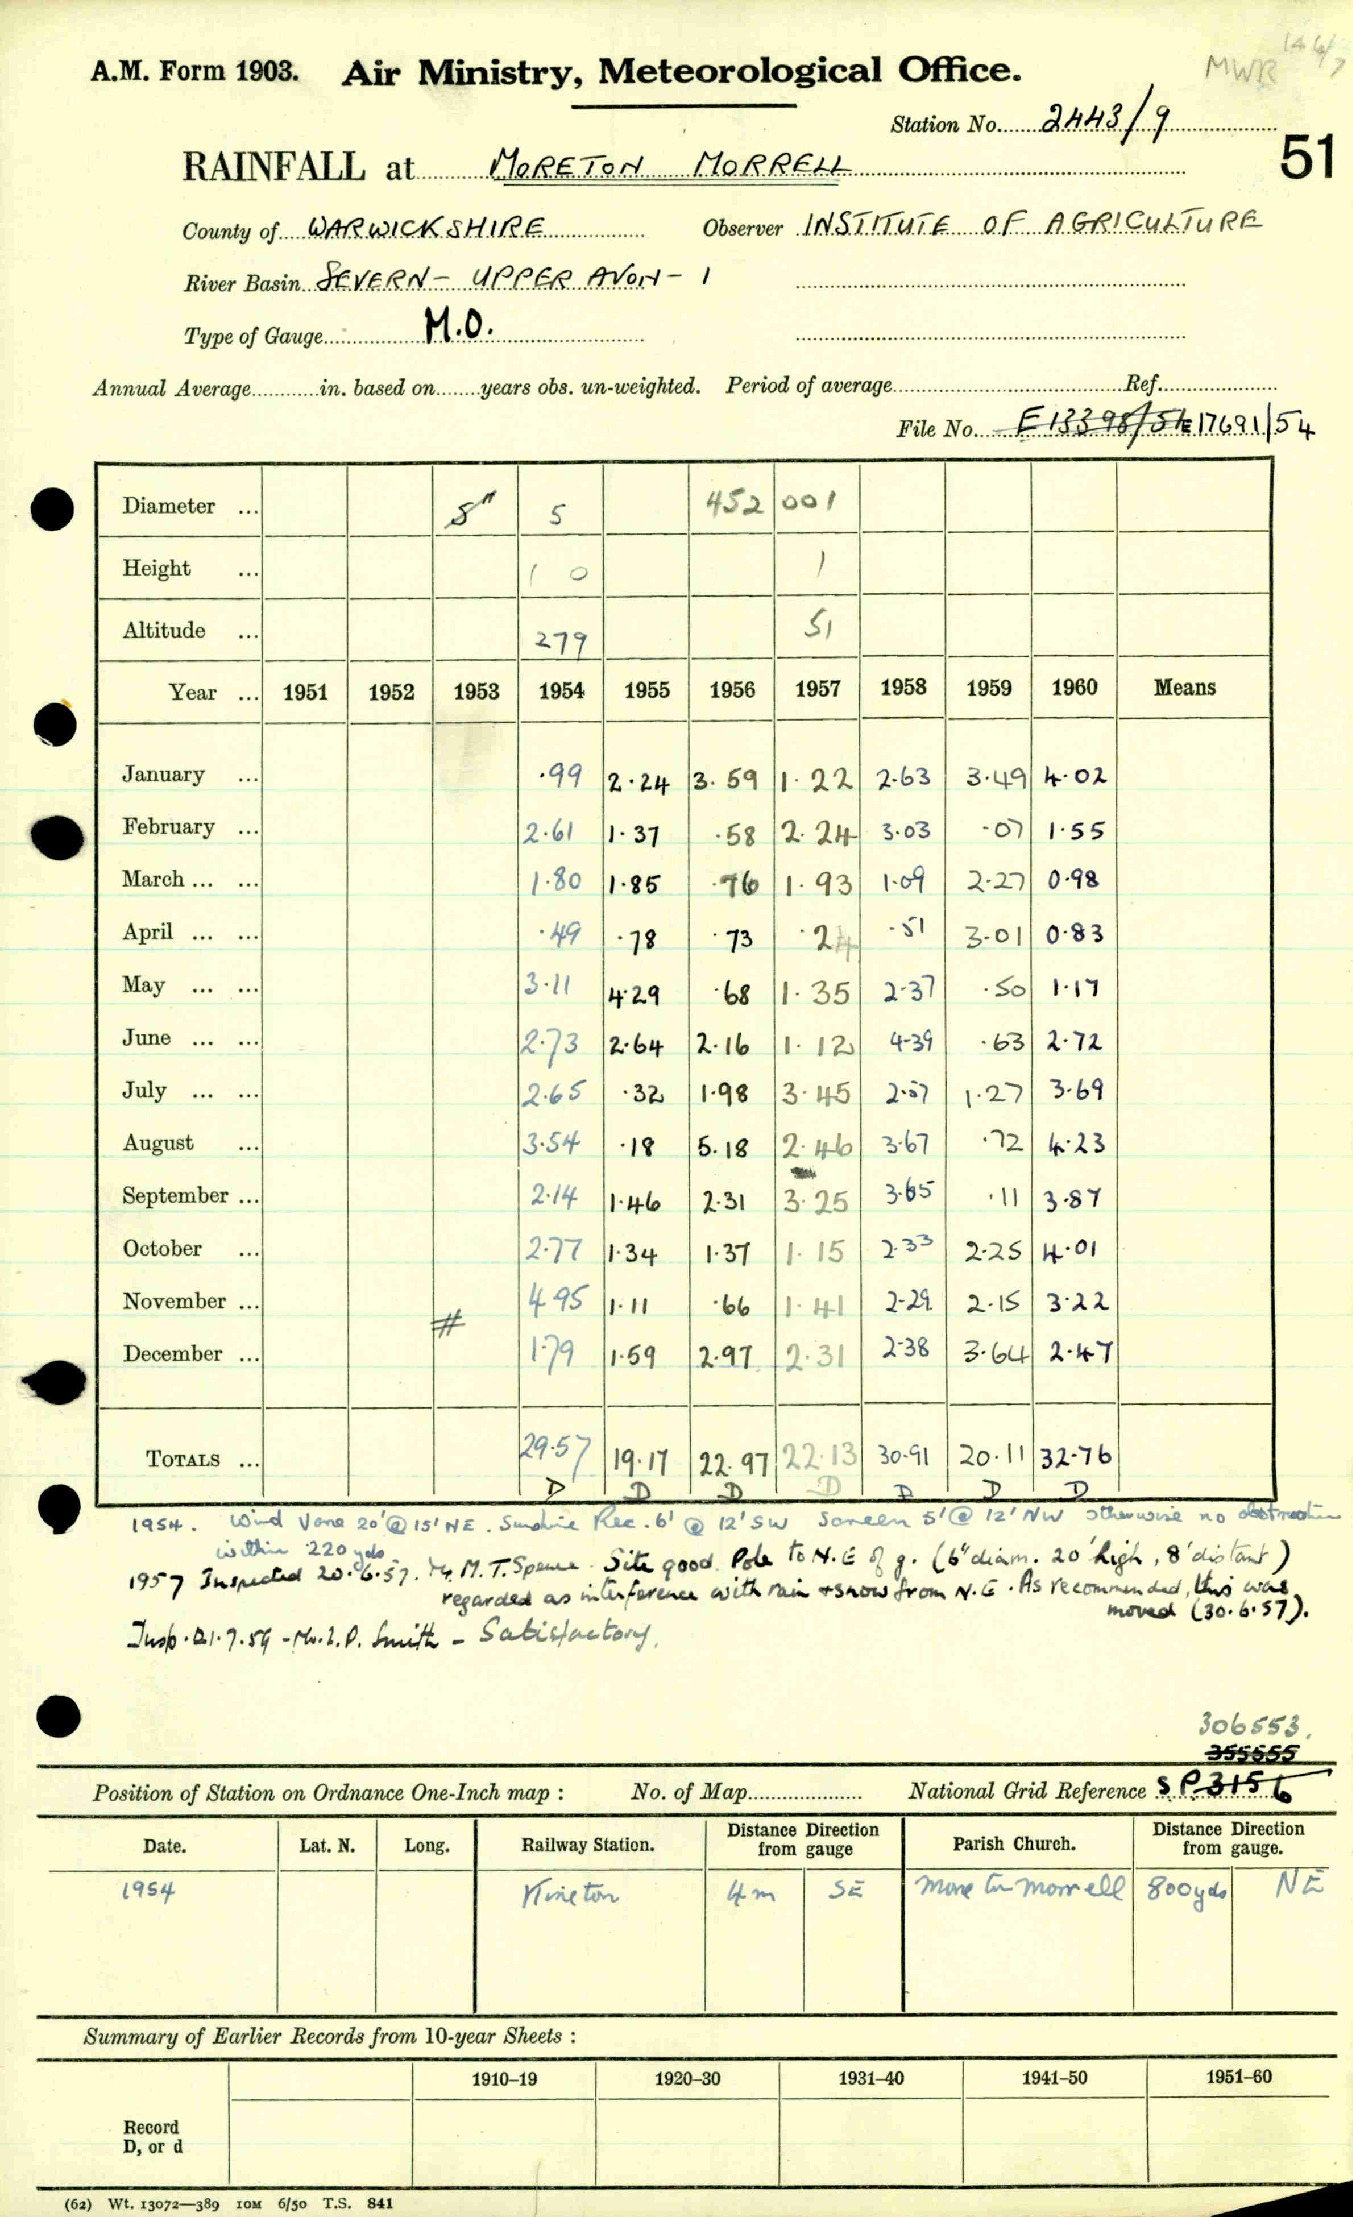 146/7
MWR
A.M. Form 1903. Air Ministry, Meteorological Office.
Station No. 2443/9
51
RAINFALL at MORETON MORRELL
County of WARWICKSHIRE Observer INSTITUTE OF AGRICULTURE
River Basin SEVERN - UPPER AVON - 1
Type of Gauge M.O.
Annual Average in. based on years obs. un-weighted. Period of average Ref.
File No. E13398/51 E17691/54
Diameter ... 5" 5 452 001
Height ... 1 0 1
Altitude ... 279 51
Year ... 1951 1952 1953 1954 1955 1956 1957 1958 1959 1960 Means
January ... ·99 2·24 3·59 1·22 2·63 3·49 4·02
February ... 2·61 1·37 ·58 2·24 3·03 ·07 1·55
March ... ... 1·80 1·85 ·76 1·93 1·09 2·27 0·98
April ... ... ·49 ·78 ·73 ·24 ·51 3·01 0·83
May ... ... 3·11 4·29 ·68 1·35 2·37 ·50 1·17
June ... ... 2·73 2·64 2·16 1·12 4·39 ·63 2·72
July ... ... 2·65 ·32 1·98 3·45 2·57 1·27 3·69
August ... 3·54 ·18 5·18 2·46 3·67 ·72 4·23
September ... 2·14 1·46 2·31 3·25 3·65 ·11 3·87
October ... 2·77 1·34 1·37 1·15 2·33 2·25 4·01
November ... 4·95 1·11 ·66 1·41 2·29 2·15 3·22
December ... # 1·79 1·59 2·97 2·31 2·38 3·64 2·47
TOTALS ... 29·57 19·17 22·97 22·13 30·91 20·11 32·76
D D D D D D D
1954. Wind Vane 20' @ 15' NE. Sunshine Rec. 6' @ 12' SW Screen 5' @ 12' NW otherwise no obstruction
within 220 yds.
1957 Inspected 20.6.57. Mr. M. T. Spence. Site good. Pole to N.E of g. (6" diam. 20' high, 8' distant)
regarded as interference with rain + snow from N.E. As recommended, this was
moved (30.6.57).
Insp. 21.7.59 - Mr. L. P. Smith - Satisfactory.
306553.
355555
Position of Station on Ordnance One-Inch map : No. of Map National Grid Reference SP3156
Date. Lat. N. Long. Railway Station. Distance Direction from gauge Parish Church. Distance Direction from gauge.
1954 Kineton 4m SE Moreton Morrell 800yds NE
Summary of Earlier Records from 10-year Sheets :
1910–19 1920–30 1931–40 1941–50 1951–60
Record
D, or d
(62) Wt. 13072—389 10M 6/50 T.S. 841